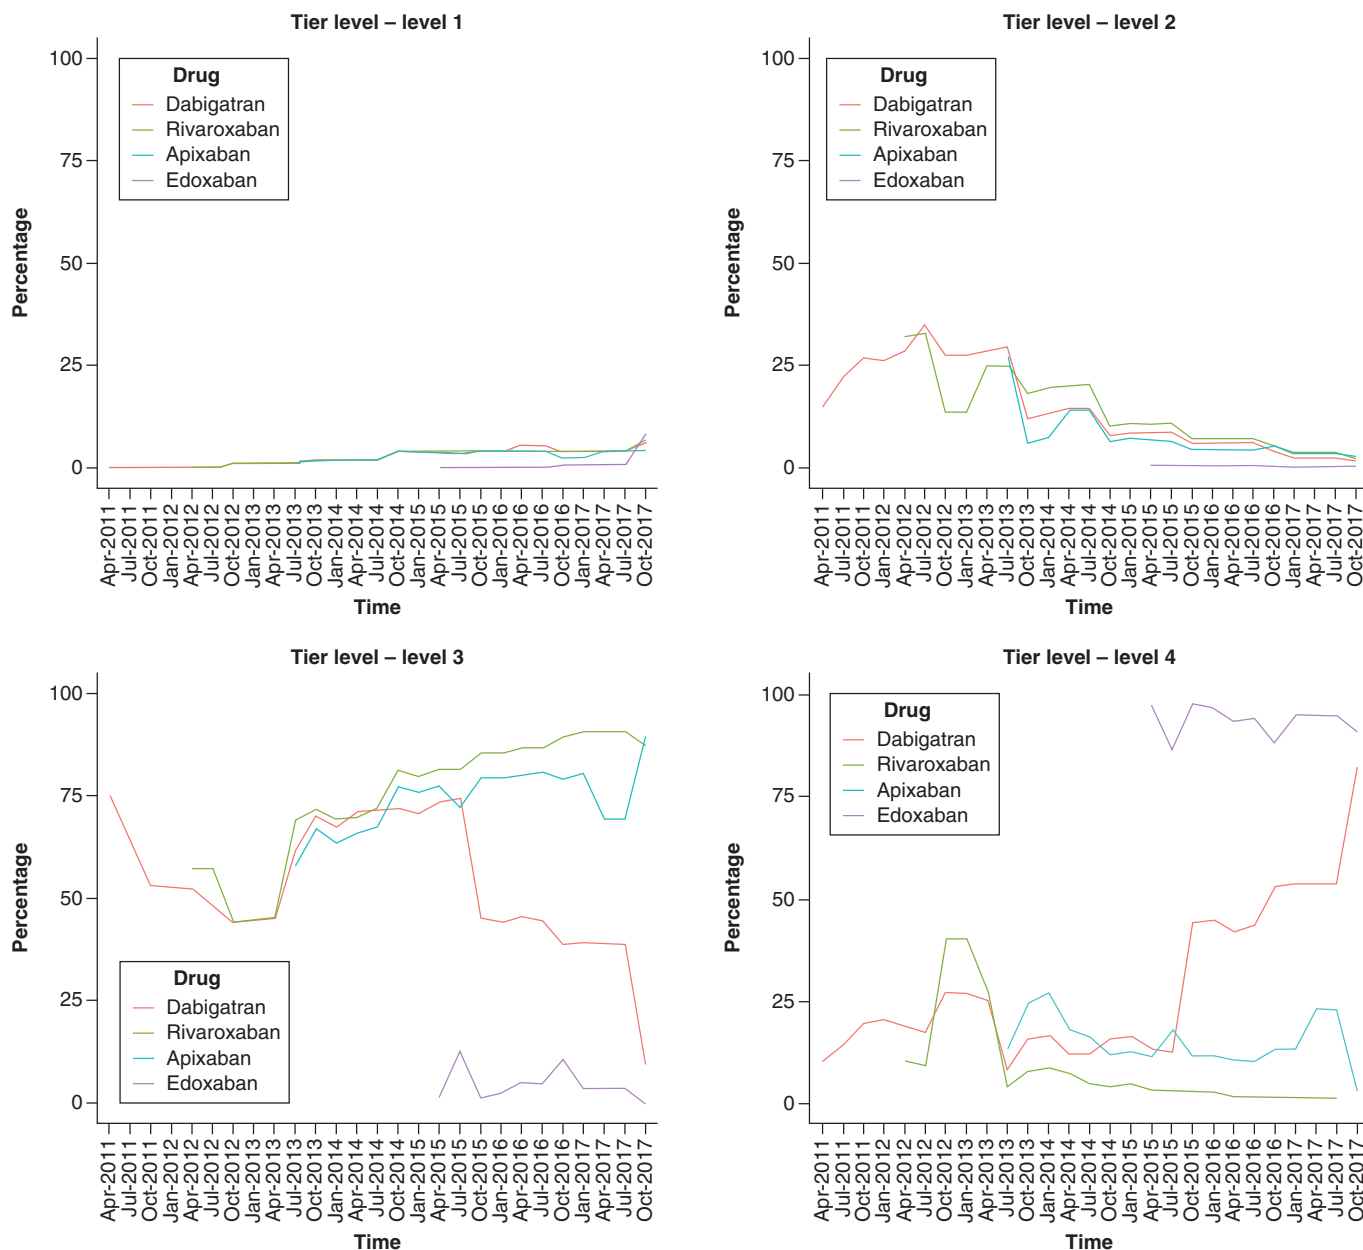 Tier level – level 1
Percentage
100
75
50
25
0
Drug
Dabigatran
Rivaroxaban
Apixaban
Edoxaban
Apr-2011
Jul-2011
Oct-2011
Jan-2012
Apr-2012
Jul-2012
Oct-2012
Jan-2013
Apr-2013
Jul-2013
Oct-2013
Jan-2014
Apr-2014
Jul-2014
Oct-2014
Jan-2015
Apr-2015
Jul-2015
Oct-2015
Jan-2016
Apr-2016
Jul-2016
Oct-2016
Jan-2017
Apr-2017
Jul-2017
Oct-2017
Time
Tier level – level 2
Percentage
100
75
50
25
0
Drug
Dabigatran
Rivaroxaban
Apixaban
Edoxaban
Apr-2011
Jul-2011
Oct-2011
Jan-2012
Apr-2012
Jul-2012
Oct-2012
Jan-2013
Apr-2013
Jul-2013
Oct-2013
Jan-2014
Apr-2014
Jul-2014
Oct-2014
Jan-2015
Apr-2015
Jul-2015
Oct-2015
Jan-2016
Apr-2016
Jul-2016
Oct-2016
Jan-2017
Apr-2017
Jul-2017
Oct-2017
Time
Tier level – level 3
Percentage
100
75
50
25
0
Drug
Dabigatran
Rivaroxaban
Apixaban
Edoxaban
Apr-2011
Jul-2011
Oct-2011
Jan-2012
Apr-2012
Jul-2012
Oct-2012
Jan-2013
Apr-2013
Jul-2013
Oct-2013
Jan-2014
Apr-2014
Jul-2014
Oct-2014
Jan-2015
Apr-2015
Jul-2015
Oct-2015
Jan-2016
Apr-2016
Jul-2016
Oct-2016
Jan-2017
Apr-2017
Jul-2017
Oct-2017
Time
Tier level – level 4
Percentage
100
75
50
25
0
Drug
Dabigatran
Rivaroxaban
Apixaban
Edoxaban
Apr-2011
Jul-2011
Oct-2011
Jan-2012
Apr-2012
Jul-2012
Oct-2012
Jan-2013
Apr-2013
Jul-2013
Oct-2013
Jan-2014
Apr-2014
Jul-2014
Oct-2014
Jan-2015
Apr-2015
Jul-2015
Oct-2015
Jan-2016
Apr-2016
Jul-2016
Oct-2016
Jan-2017
Apr-2017
Jul-2017
Oct-2017
Time